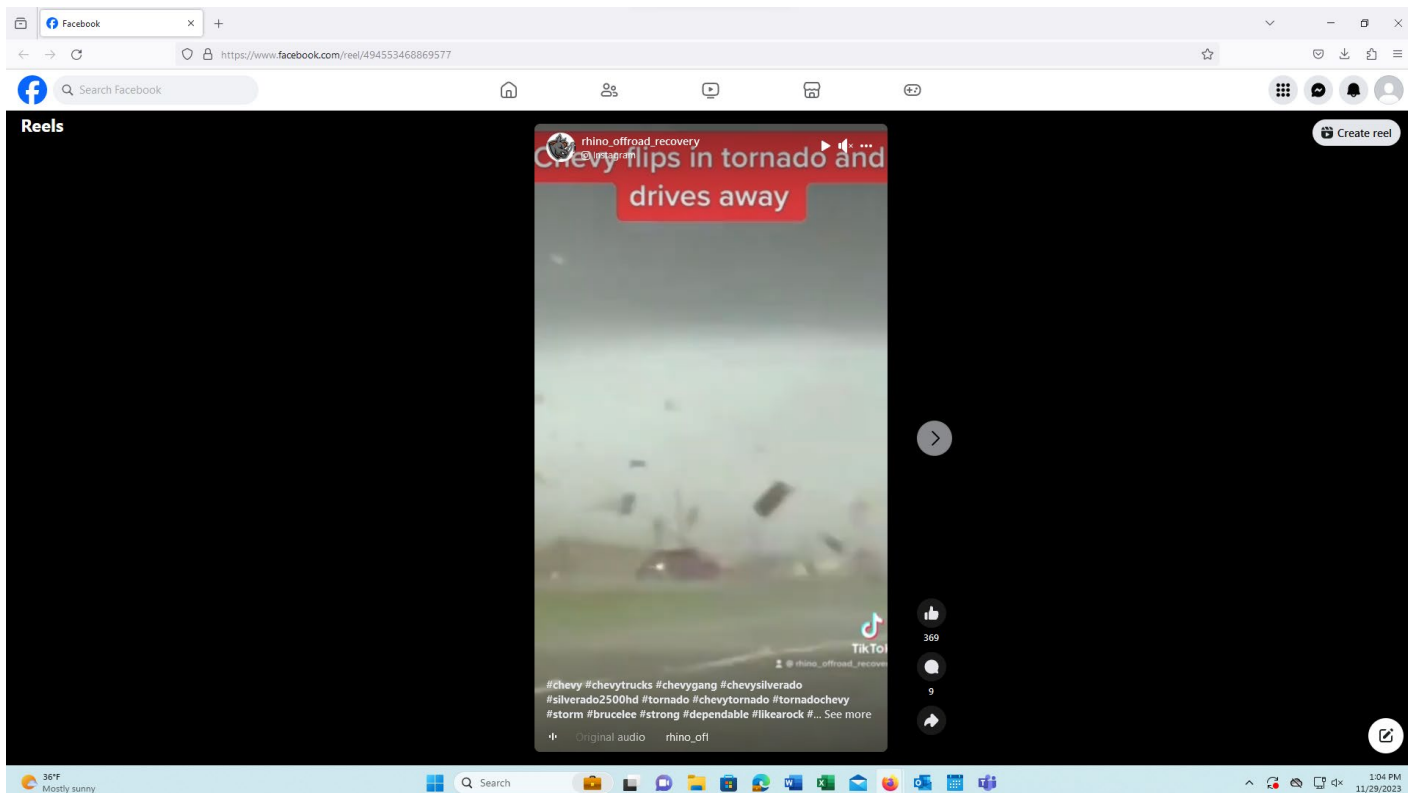 Facebook
https://www.facebook.com/reel/494553468869577
Search Facebook
Reels
Create reel
rhino_offroad_recovery
Instagram
Chevy flips in tornado and
drives away
TikTok
@rhino_offroad_recove
369
9
#chevy #chevytrucks #chevygang #chevysilverado
#silverado2500hd #tornado #chevytornado #tornadochevy
#storm #brucelee #strong #dependable #likearock #... See more
Original audio rhino_off
36°F
Mostly sunny
Search
1:04 PM
11/29/2023